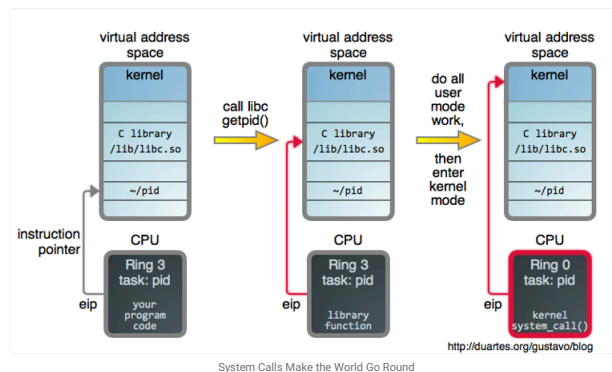 virtual address
space
kernel
C library
/lib/libc.so
~/pid
instruction
pointer
CPU
Ring 3
task: pid
eip
your
program
code
call libc
getpid()
virtual address
space
kernel
C library
/lib/libc.so
~/pid
CPU
Ring 3
task: pid
eip
library
function
do all
user
mode
work,
then
enter
kernel
mode
virtual address
space
kernel
C library
/lib/libc.so
~/pid
CPU
Ring 0
task: pid
eip
kernel
system_call()
http://duartes.org/gustavo/blog
System Calls Make the World Go Round